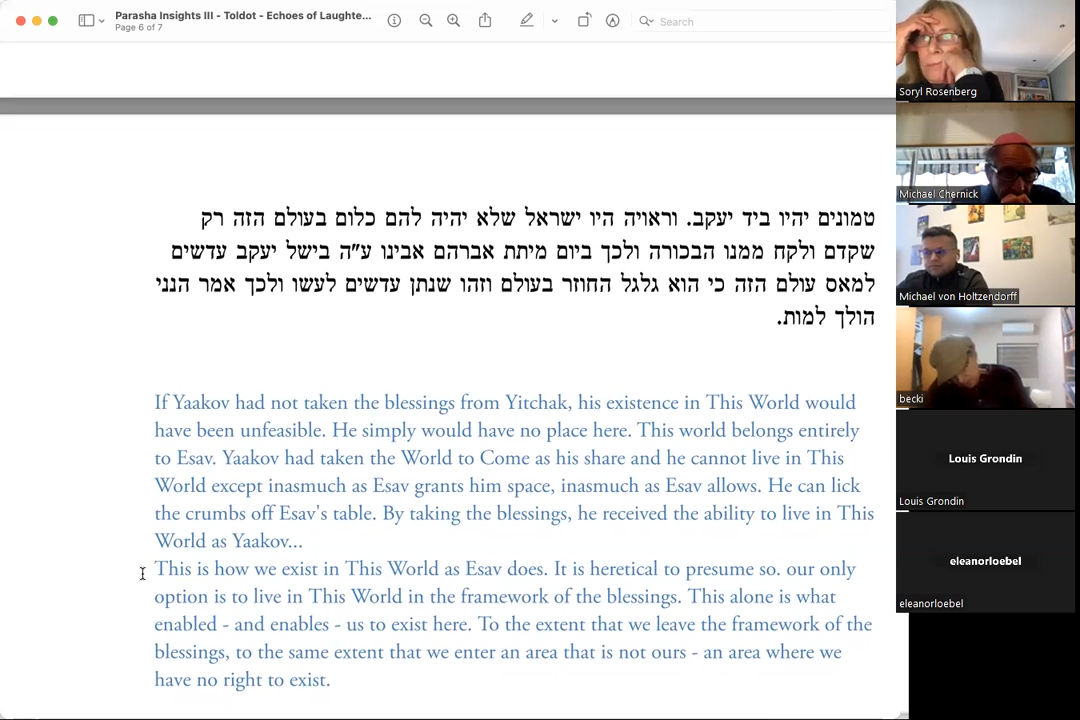 Parasha Insights III - Toldot - Echoes of Laughte...
Page 6 of 7
Search
טמונים יהיו ביד יעקב. וראויה היו ישראל שלא יהיה להם כלום בעולם הזה רק
שקדם ולקח ממנו הבכורה ולכך ביום מיתת אברהם אבינו ע"ה בישל יעקב עדשים
למאס עולם הזה כי הוא גלגל החוזר בעולם וזהו שנתן עדשים לעשו ולכך אמר הנני
הולך למות.
If Yaakov had not taken the blessings from Yitchak, his existence in This World would
have been unfeasible. He simply would have no place here. This world belongs entirely
to Esav. Yaakov had taken the World to Come as his share and he cannot live in This
World except inasmuch as Esav grants him space, inasmuch as Esav allows. He can lick
the crumbs off Esav's table. By taking the blessings, he received the ability to live in This
World as Yaakov...
This is how we exist in This World as Esav does. It is heretical to presume so. our only
option is to live in This World in the framework of the blessings. This alone is what
enabled - and enables - us to exist here. To the extent that we leave the framework of the
blessings, to the same extent that we enter an area that is not ours - an area where we
have no right to exist.
Soryl Rosenberg
Michael Chernick
Michael von Holtzendorff
becki
Louis Grondin
Louis Grondin
eleanorloebel
eleanorloebel